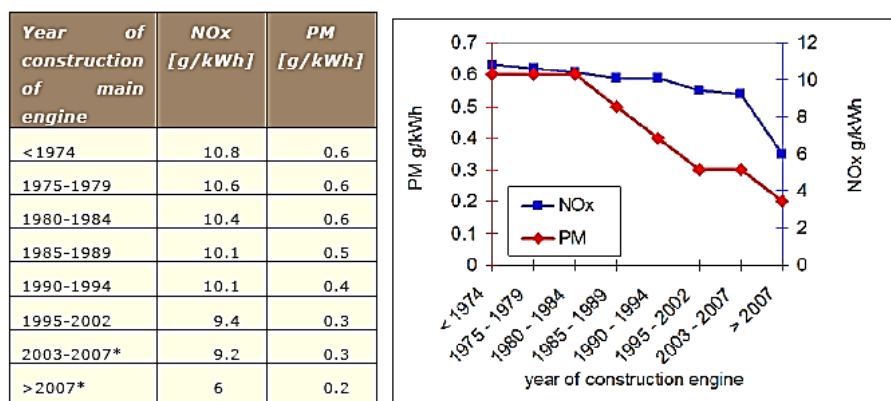 Year of construction of main engine NOx [g/kWh] PM [g/kWh]
<1974 10.8 0.6
1975-1979 10.6 0.6
1980-1984 10.4 0.6
1985-1989 10.1 0.5
1990-1994 10.1 0.4
1995-2002 9.4 0.3
2003-2007* 9.2 0.3
>2007* 6 0.2
PM g/kWh
0.7
0.6
0.5
0.4
0.3
0.2
0.1
0
NOx
PM
12
10
8
6
4
2
0
NOx g/kWh
< 1974
1975 - 1979
1980 - 1984
1985 - 1989
1990 - 1994
1995 - 2002
2003 - 2007
> 2007
year of construction engine